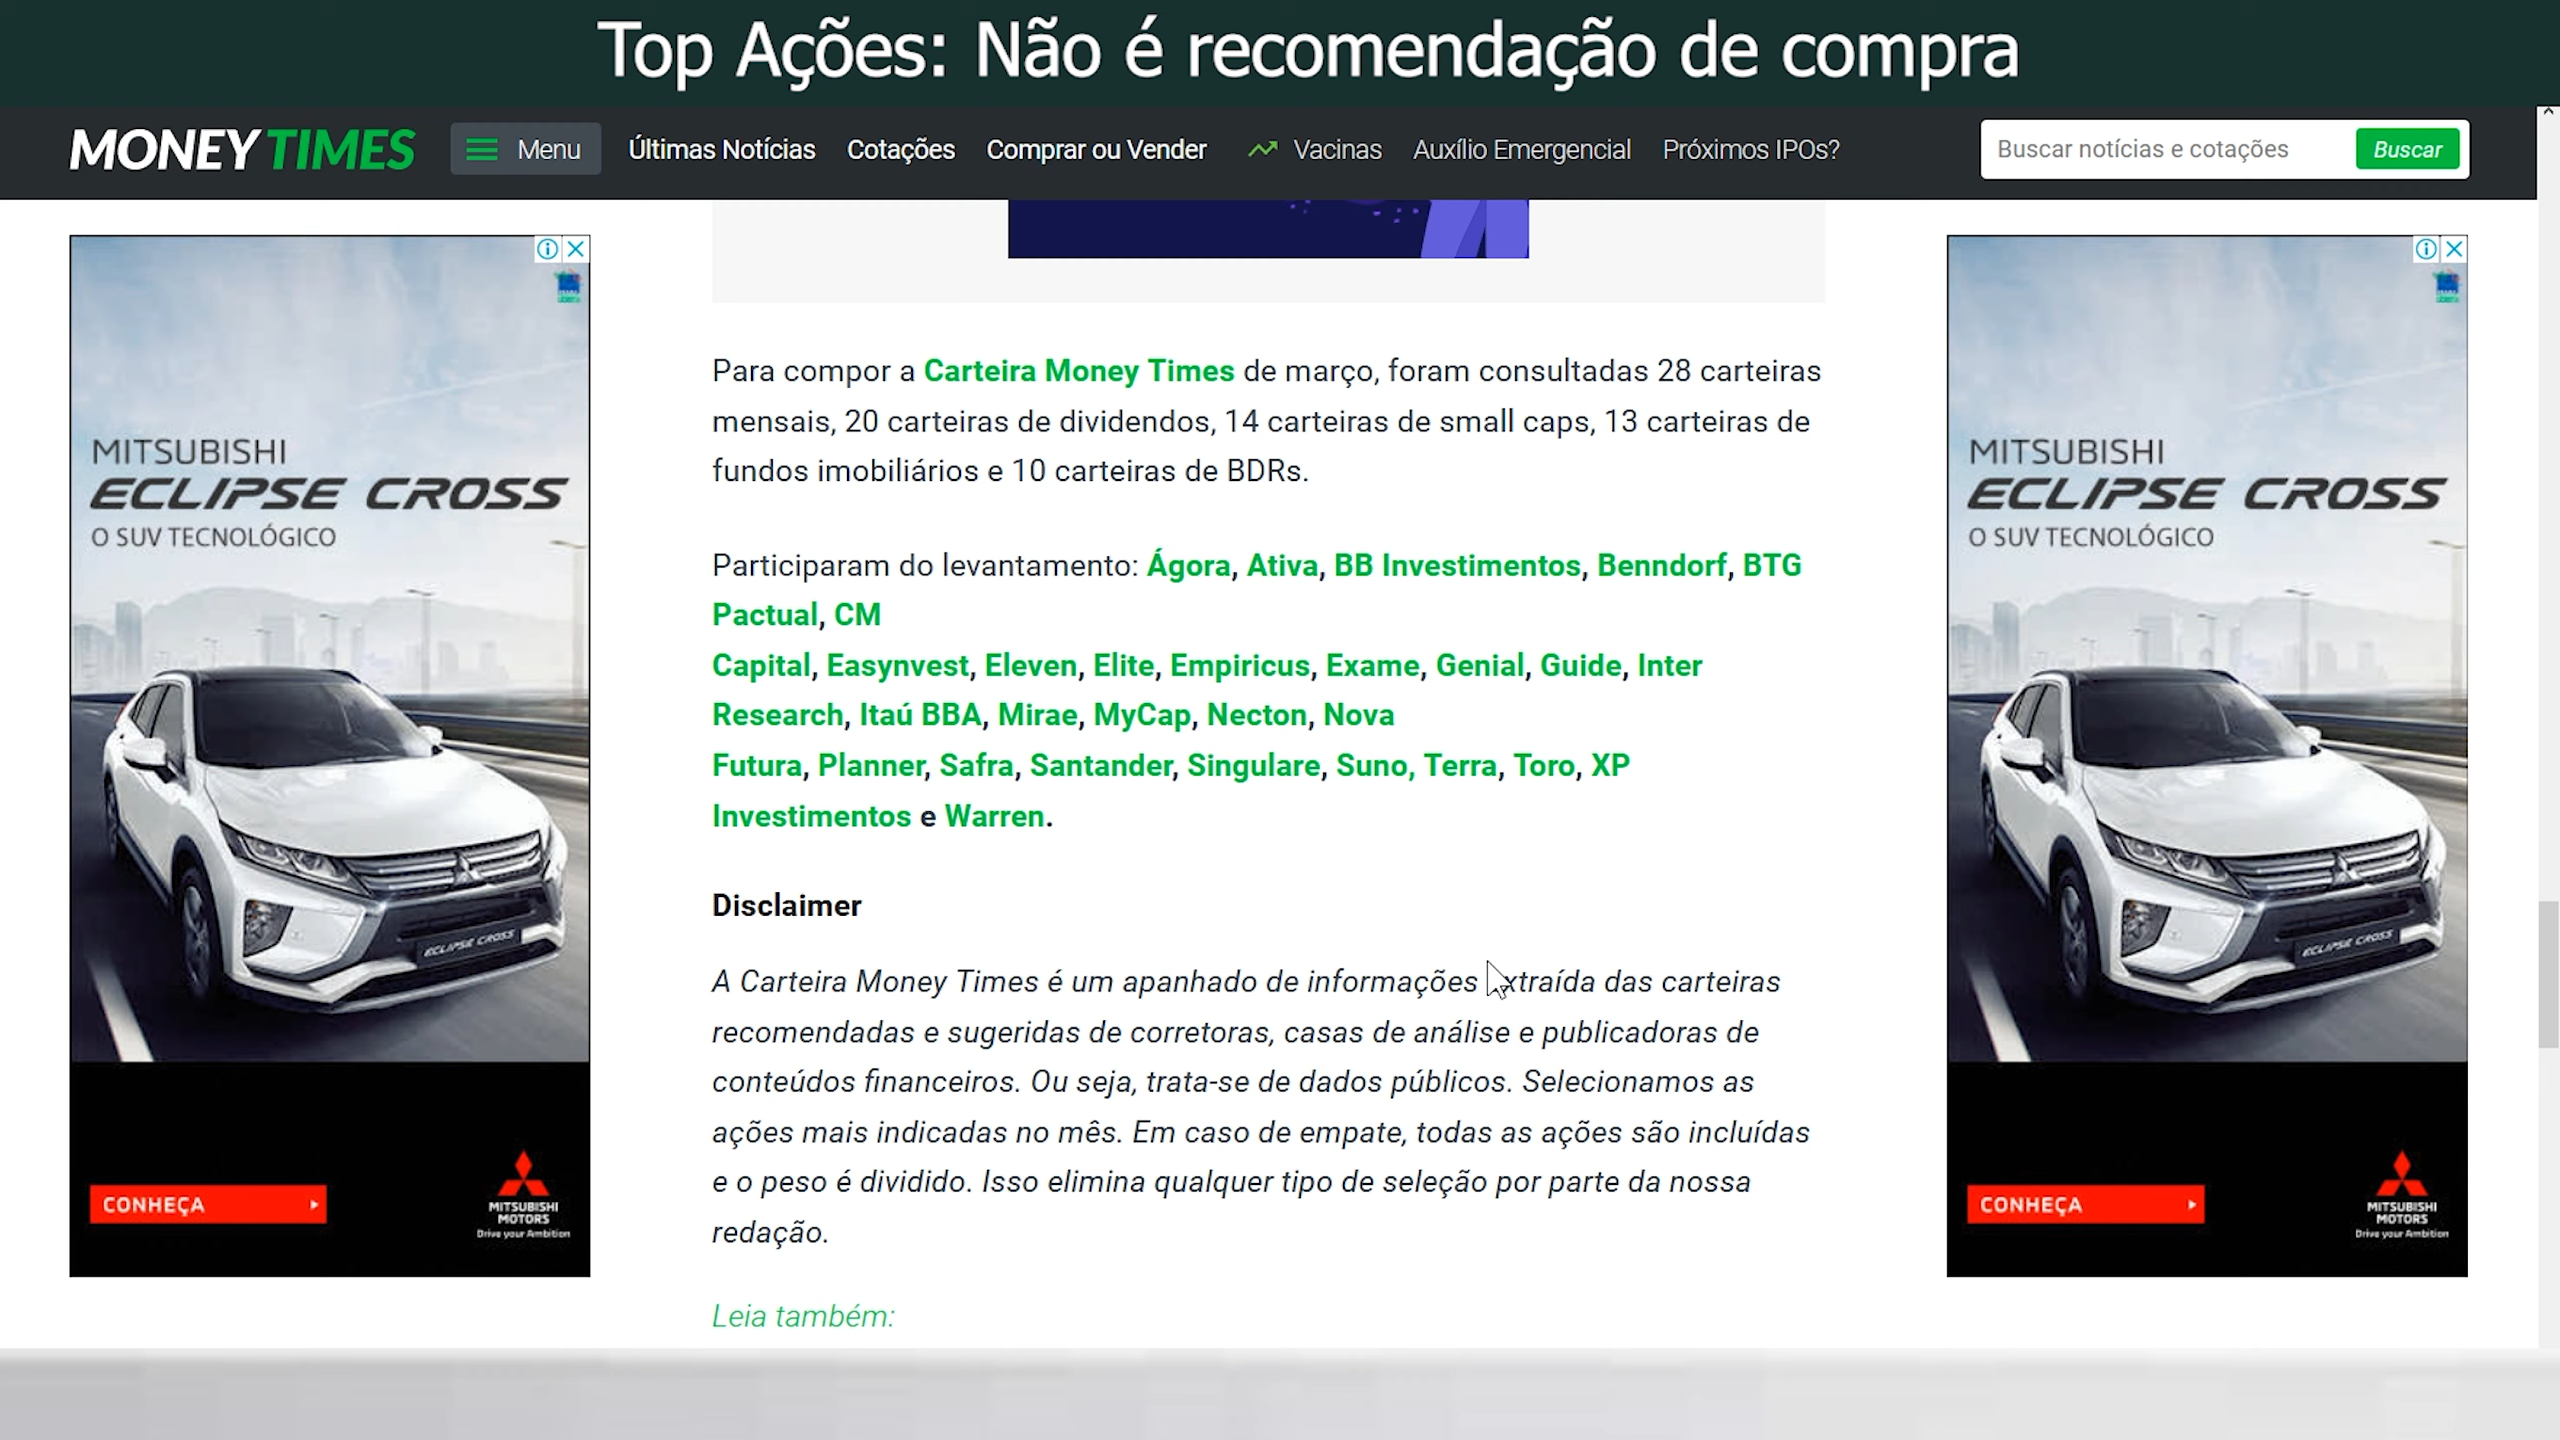 Top Ações: Não é recomendação de compra
MONEY TIMES
Menu
Últimas Notícias
Cotações
Comprar ou Vender
Vacinas
Auxílio Emergencial
Próximos IPOs?
Buscar notícias e cotações
Buscar
MITSUBISHI
ECLIPSE CROSS
O SUV TECNOLÓGICO
ECLIPSE CROSS
CONHEÇA
MITSUBISHI
MOTORS
Drive your Ambition
Para compor a Carteira Money Times de março, foram consultadas 28 carteiras
mensais, 20 carteiras de dividendos, 14 carteiras de small caps, 13 carteiras de
fundos imobiliários e 10 carteiras de BDRs.
Participaram do levantamento: Ágora, Ativa, BB Investimentos, Benndorf, BTG
Pactual, CM
Capital, Easynvest, Eleven, Elite, Empiricus, Exame, Genial, Guide, Inter
Research, Itaú BBA, Mirae, MyCap, Necton, Nova
Futura, Planner, Safra, Santander, Singulare, Suno, Terra, Toro, XP
Investimentos e Warren.
Disclaimer
A Carteira Money Times é um apanhado de informações extraída das carteiras
recomendadas e sugeridas de corretoras, casas de análise e publicadoras de
conteúdos financeiros. Ou seja, trata-se de dados públicos. Selecionamos as
ações mais indicadas no mês. Em caso de empate, todas as ações são incluídas
e o peso é dividido. Isso elimina qualquer tipo de seleção por parte da nossa
redação.
Leia também:
MITSUBISHI
ECLIPSE CROSS
O SUV TECNOLÓGICO
ECLIPSE CROSS
CONHEÇA
MITSUBISHI
MOTORS
Drive your Ambition